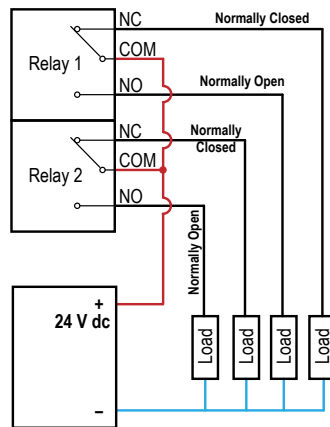 NC
Normally Closed
COM
Relay 1
NO
Normally Open
NC
Normally
Closed
COM
Relay 2
NO
Normally Open
+
24 V dc
–
Load
Load
Load
Load